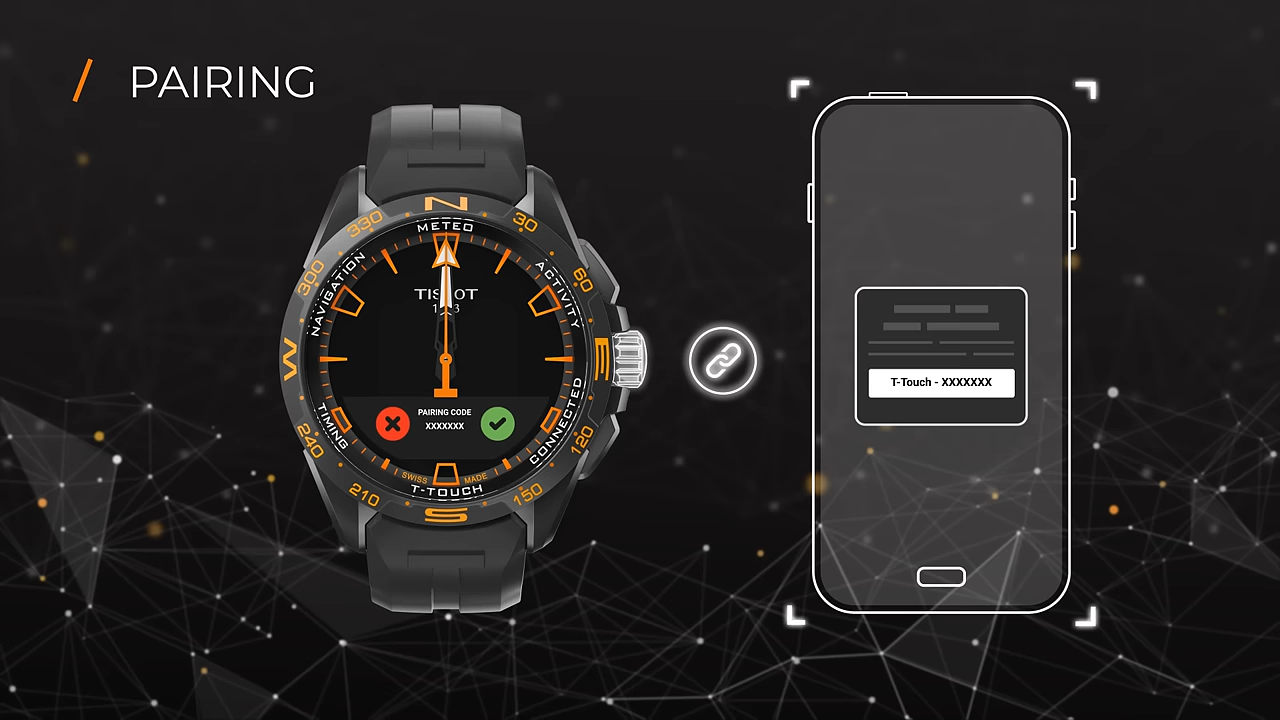 PAIRING
N
30
60
E
120
150
S
210
240
W
300
330
METEO
ACTIVITY
CONNECTED
T-TOUCH
TIMING
NAVIGATION
PAIRING CODE
XXXXXXX
SWISS MADE
T-Touch - XXXXXXX